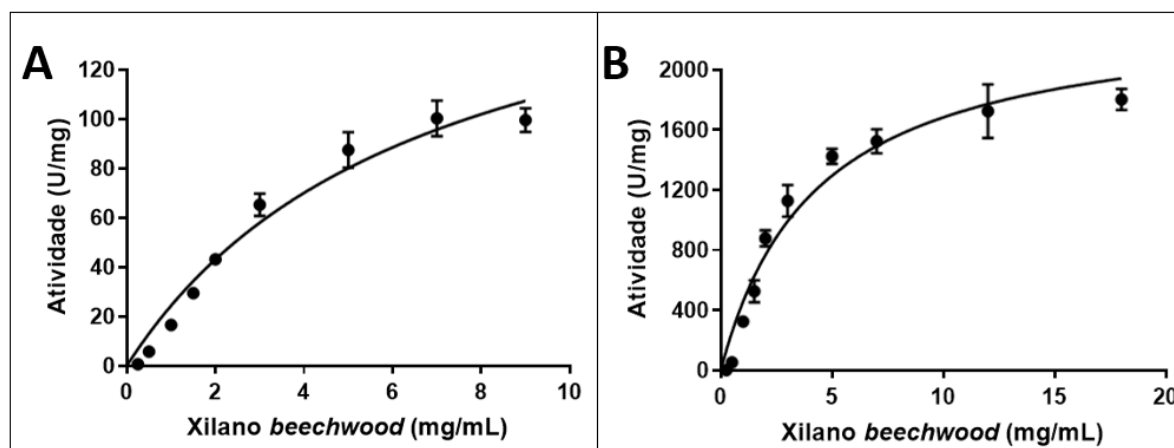 A
120
100
80
60
40
20
0
0 2 4 6 8 10
Atividade (U/mg)
Xilano beechwood (mg/mL)
B
2000
1600
1200
800
400
0
0 5 10 15 20
Atividade (U/mg)
Xilano beechwood (mg/mL)